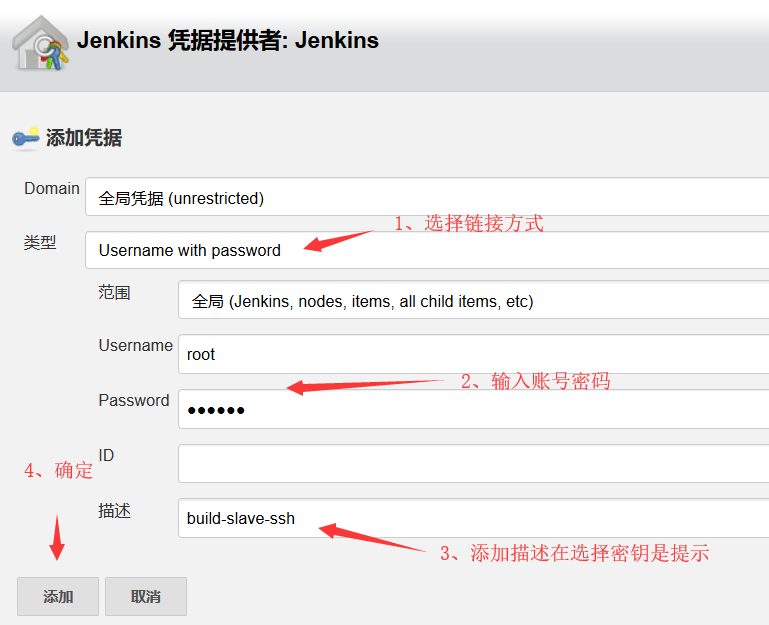 Jenkins 凭据提供者: Jenkins
添加凭据
Domain
全局凭据 (unrestricted)
1、选择链接方式
类型
Username with password
范围
全局 (Jenkins, nodes, items, all child items, etc)
Username
root
2、输入账号密码
Password
●●●●●●
ID
4、确定
描述
build-slave-ssh
3、添加描述在选择密钥是提示
添加
取消